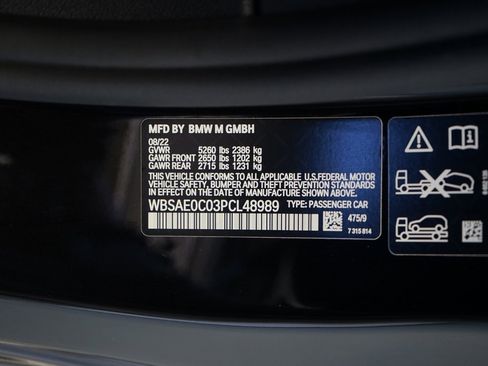 MFD BY BMW M GMBH
08/22
GVWR 5260 lbs 2386 kg
GAWR FRONT 2650 lbs 1202 kg
GAWR REAR 2715 lbs 1231 kg
THIS VEHICLE CONFORMS TO ALL APPLICABLE U.S. FEDERAL MOTOR
VEHICLE SAFETY, BUMPER, AND THEFT PREVENTION STANDARDS IN
EFFECT ON THE DATE OF MANUFACTURE SHOWN ABOVE.
WBSAE0C03PCL48989 TYPE: PASSENGER CAR
475/9
7 315 814